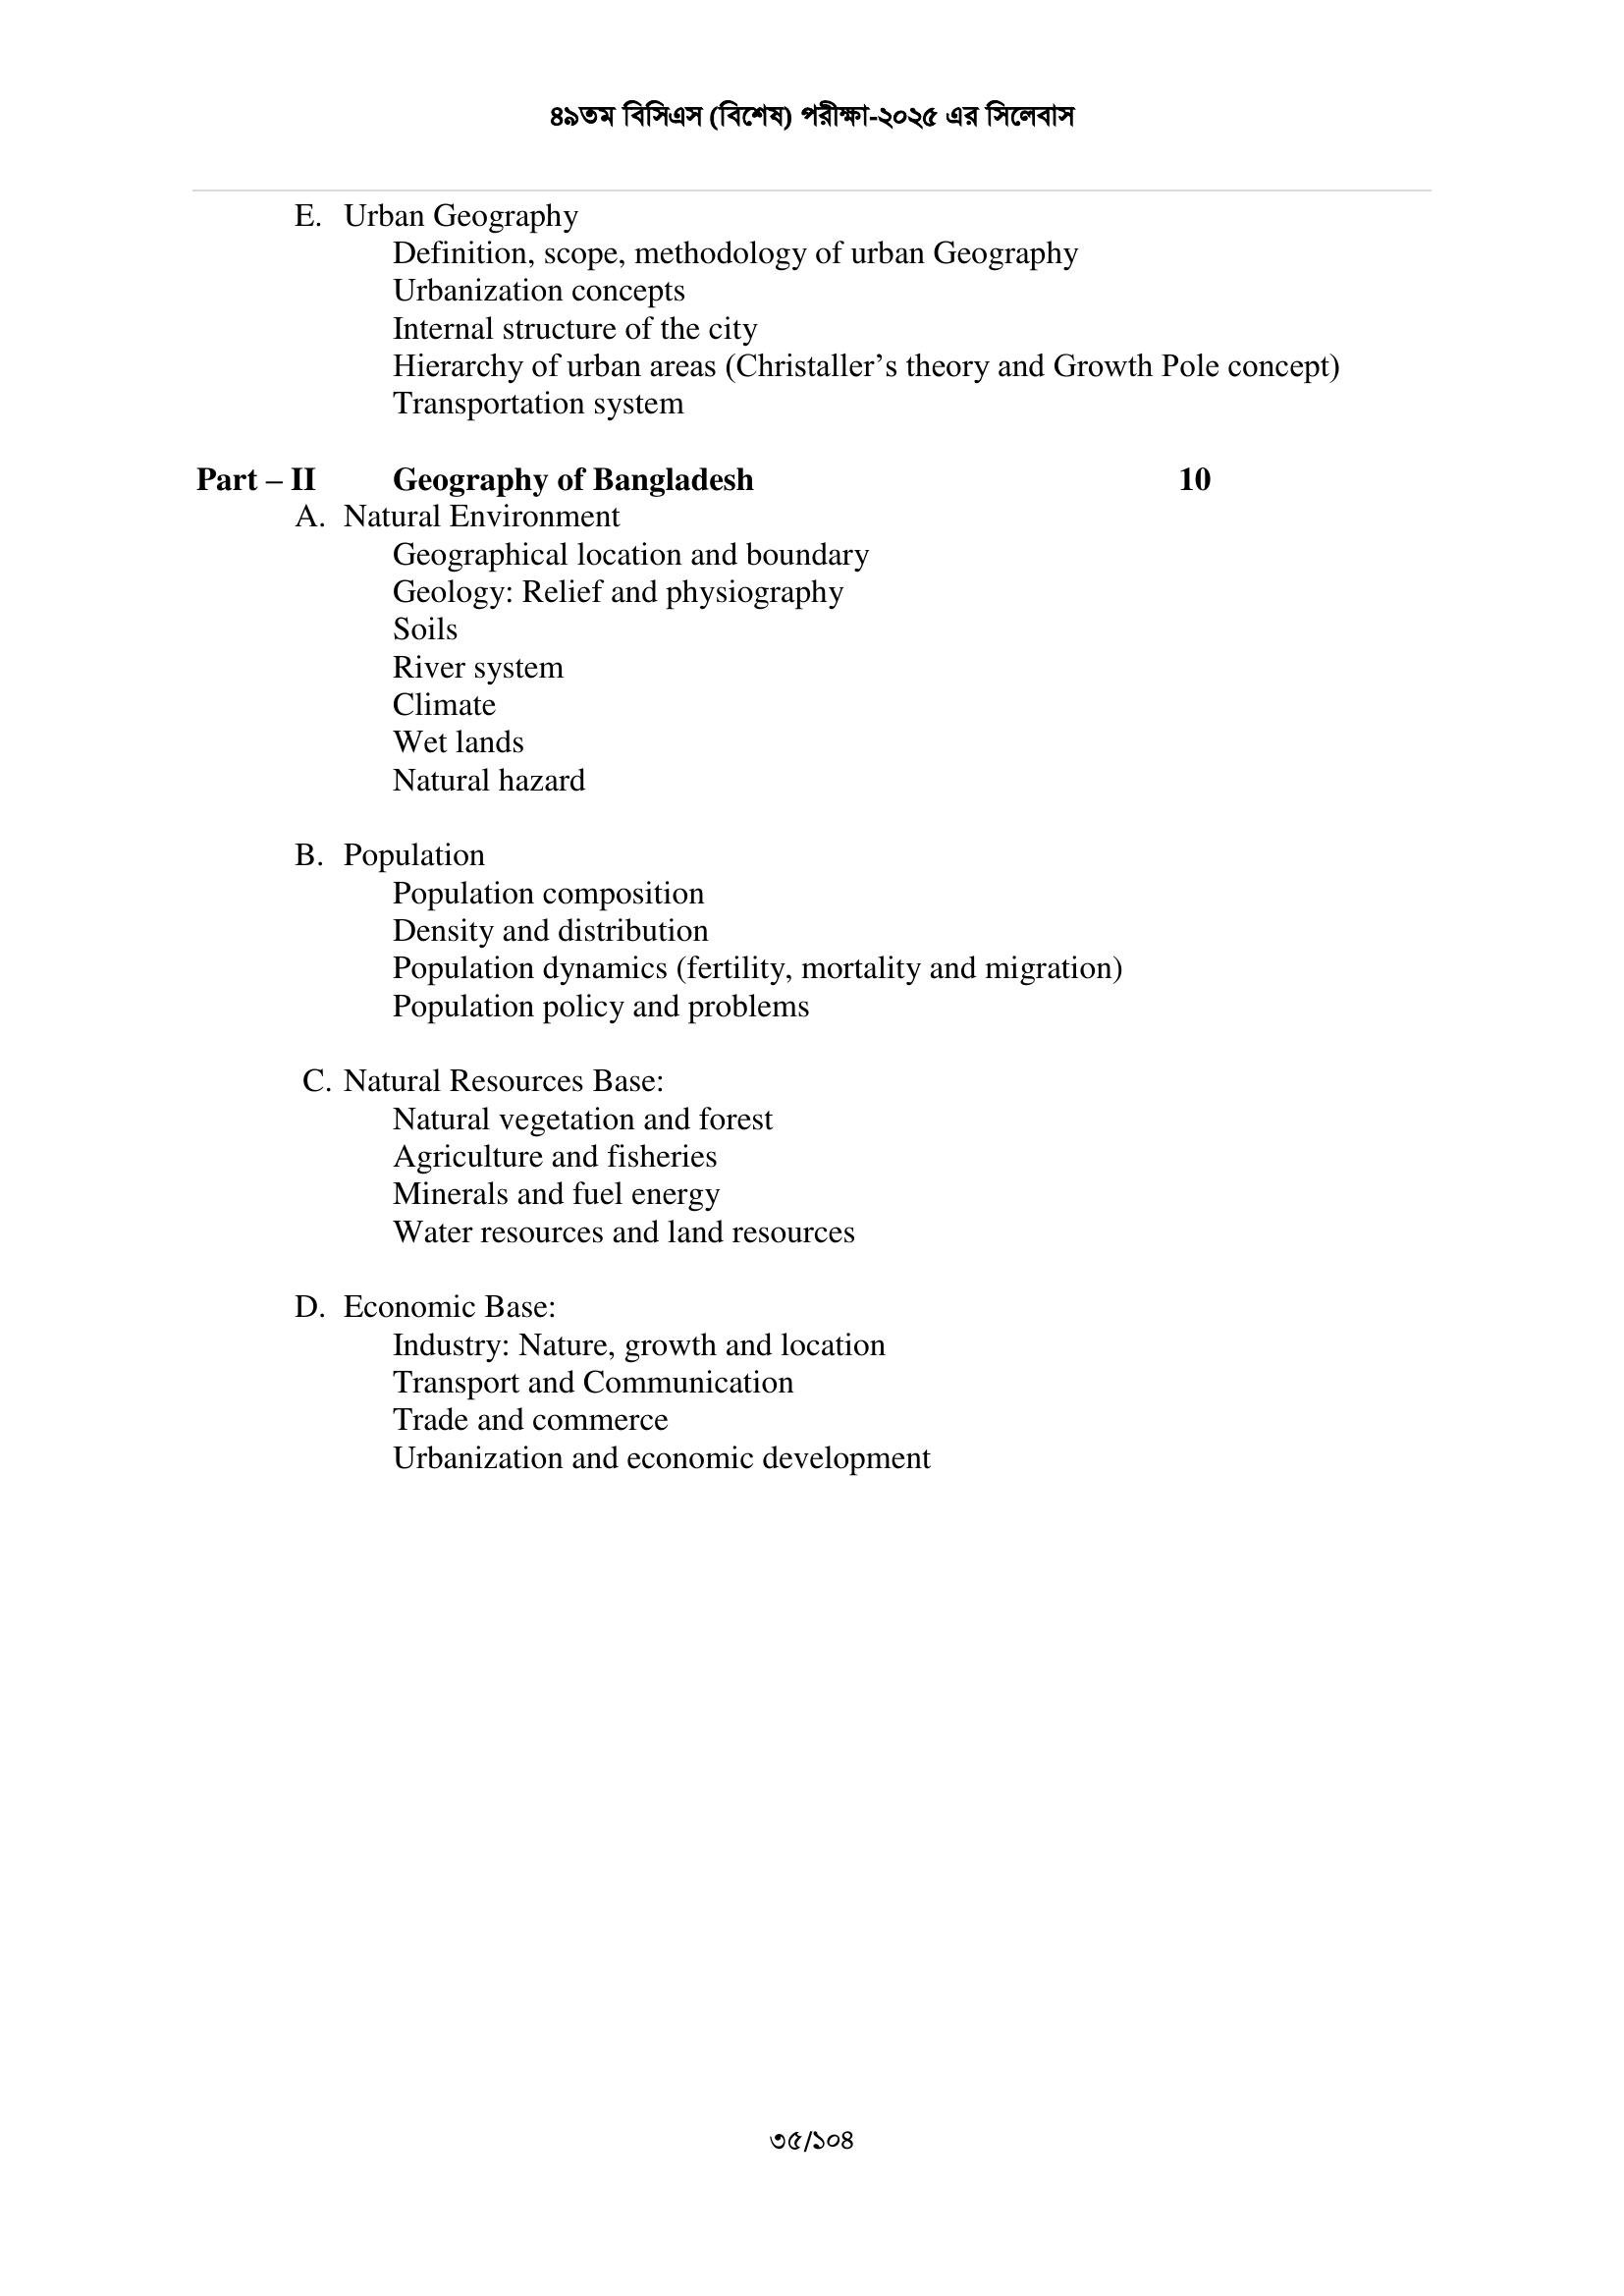 ৪৯তম বিসিএস (বিশেষ) পরীক্ষা-২০২৫ এর সিলেবাস
E. Urban Geography
Definition, scope, methodology of urban Geography
Urbanization concepts
Internal structure of the city
Hierarchy of urban areas (Christaller’s theory and Growth Pole concept)
Transportation system
Part – II Geography of Bangladesh 10
A. Natural Environment
Geographical location and boundary
Geology: Relief and physiography
Soils
River system
Climate
Wet lands
Natural hazard
B. Population
Population composition
Density and distribution
Population dynamics (fertility, mortality and migration)
Population policy and problems
C. Natural Resources Base:
Natural vegetation and forest
Agriculture and fisheries
Minerals and fuel energy
Water resources and land resources
D. Economic Base:
Industry: Nature, growth and location
Transport and Communication
Trade and commerce
Urbanization and economic development
৩৫/১০৪